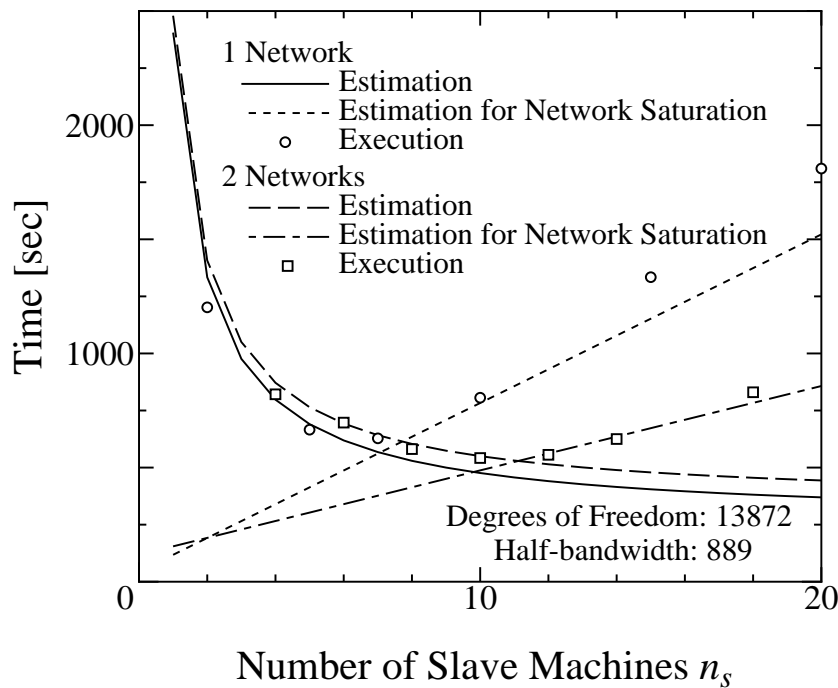 1 Network
Estimation
Estimation for Network Saturation
Execution
2 Networks
Estimation
Estimation for Network Saturation
Execution
2000
1000
0
10
20
Time [sec]
Degrees of Freedom: 13872
Half-bandwidth: 889
Number of Slave Machines n_s